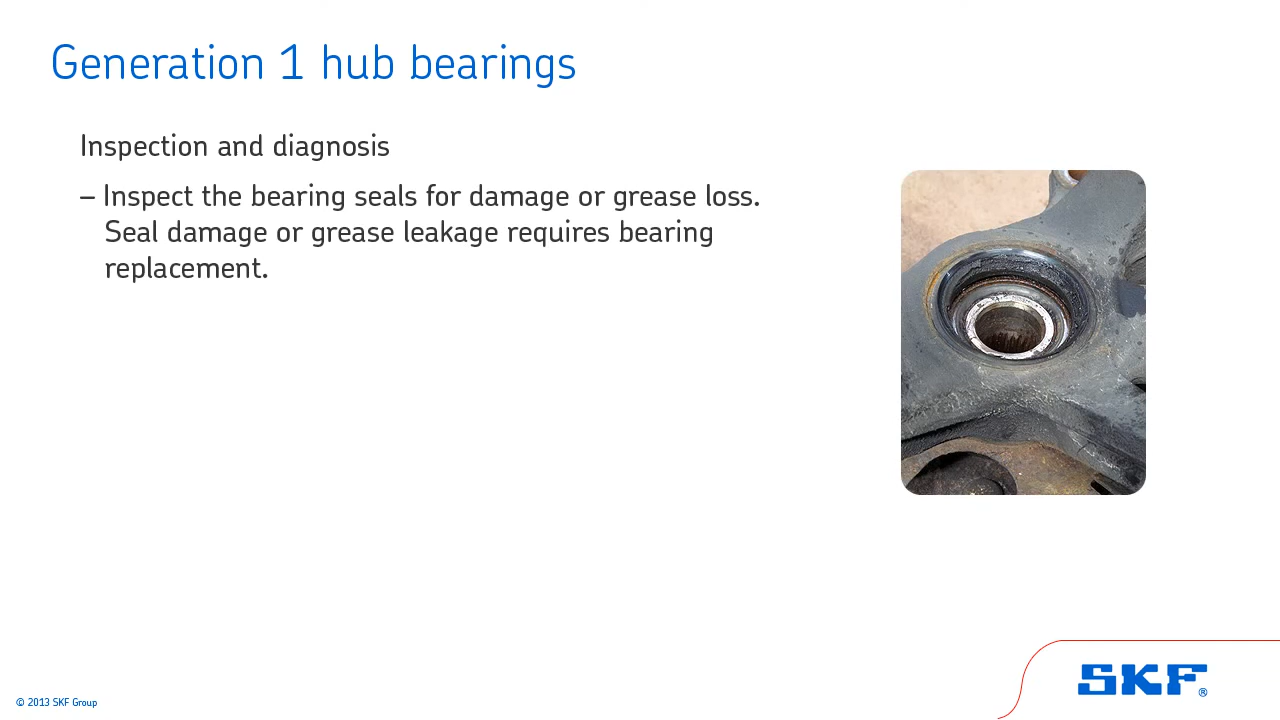 Generation 1 hub bearings
Inspection and diagnosis
– Inspect the bearing seals for damage or grease loss.
Seal damage or grease leakage requires bearing
replacement.
SKF®
© 2013 SKF Group